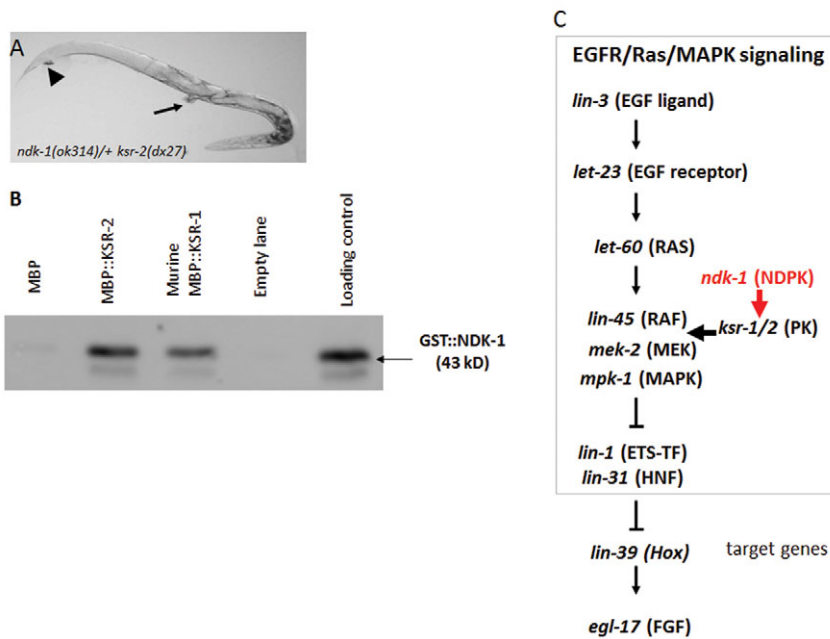 A
ndk-1(ok314)/+ ksr-2(dx27)
B
MBP
MBP::KSR-2
Murine
MBP::KSR-1
Empty lane
Loading control
GST::NDK-1
(43 kD)
C
EGFR/Ras/MAPK signaling
lin-3 (EGF ligand)
let-23 (EGF receptor)
let-60 (RAS)
ndk-1 (NDPK)
lin-45 (RAF)
ksr-1/2 (PK)
mek-2 (MEK)
mpk-1 (MAPK)
lin-1 (ETS-TF)
lin-31 (HNF)
lin-39 (Hox)
target genes
egl-17 (FGF)